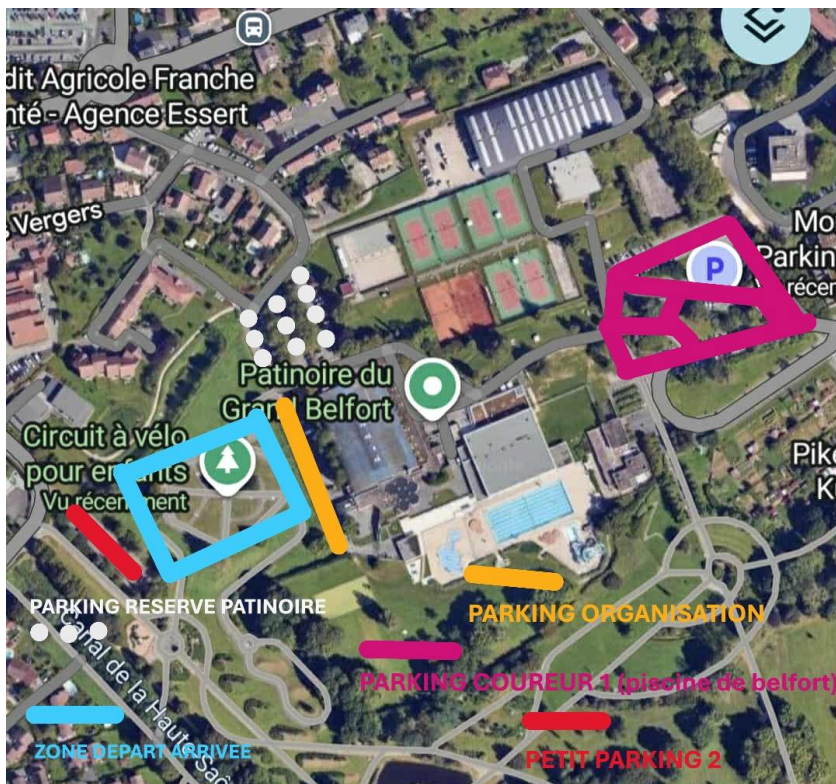 dit Agricole Franche
nté - Agence Essert
s Vergers
Mo
Parkin
récen
P
Patinoire du
Grand Belfort
Circuit à vélo
pour enfants
Vu récemment
Pike
K
PARKING RESERVE PATINOIRE
PARKING ORGANISATION
Canal de la Haute Saô
PARKING COUREUR 1 (piscine de belfort)
ZONE DEPART ARRIVEE
PETIT PARKING 2